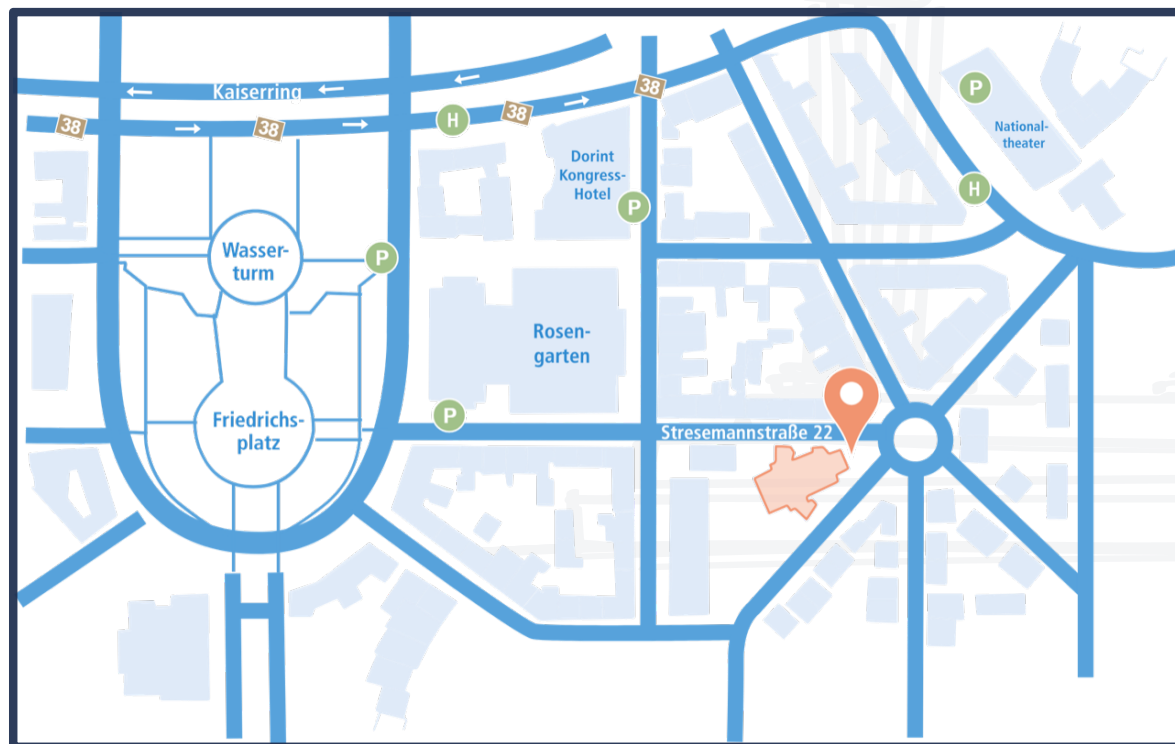 Kaiserring
38
38
38
38
H
P
National-
theater
H
Dorint
Kongress-
Hotel
P
Wasser-
turm
P
Rosen-
garten
P
Friedrichs-
platz
Stresemannstraße 22